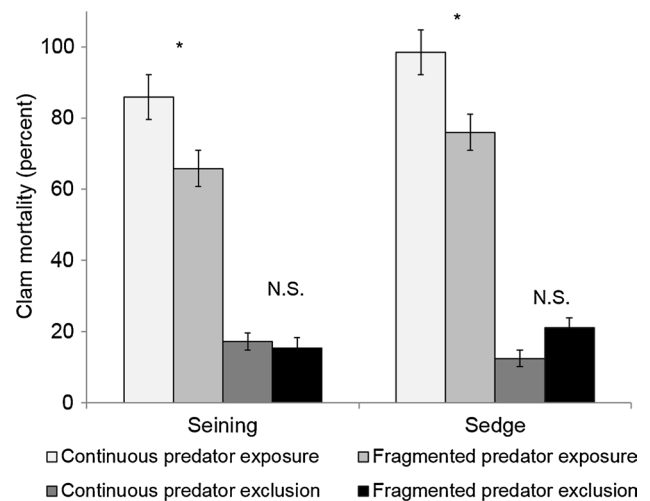 Clam mortality (percent)
100
80
60
40
20
0
*
*
N.S.
N.S.
Seining Sedge
Continuous predator exposure Fragmented predator exposure
Continuous predator exclusion Fragmented predator exclusion